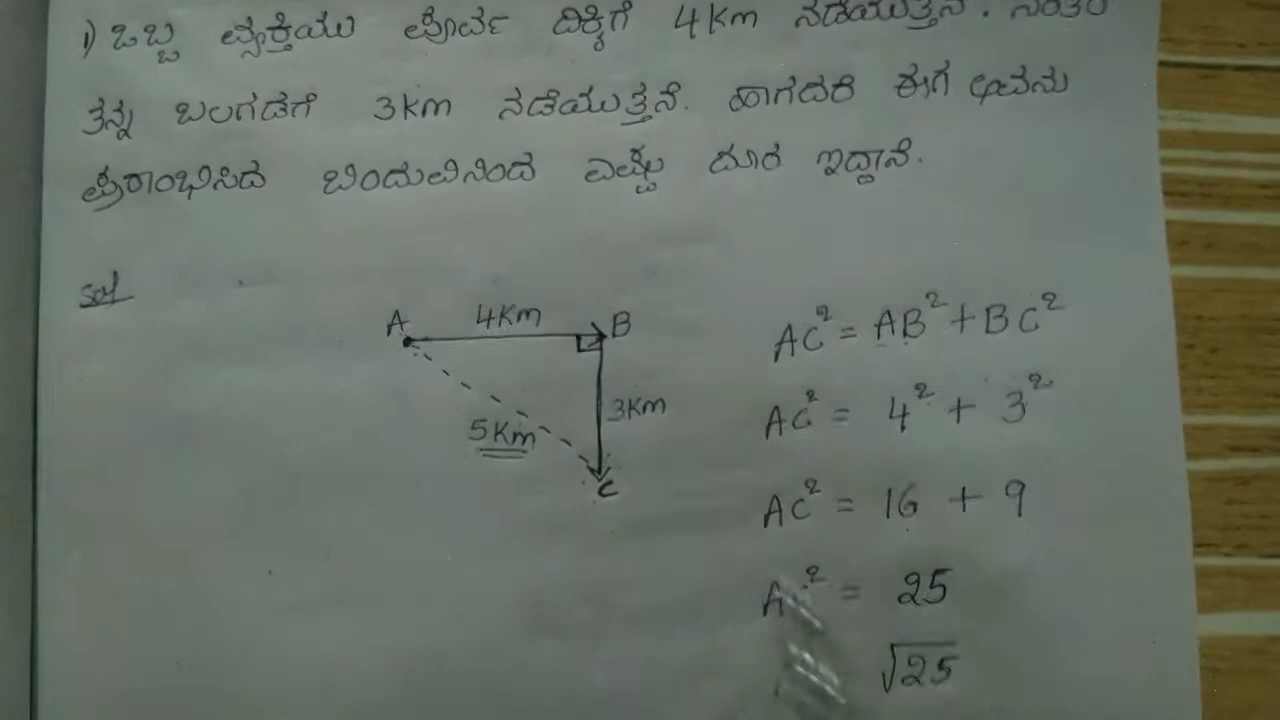 1) ಒಬ್ಬ ವ್ಯಕ್ತಿಯು ಪೂರ್ವ ದಿಕ್ಕಿಗೆ 4Km ನಡೆಯುತ್ತಾನೆ. ನಂತರ
ತನ್ನ ಬಲಗಡೆಗೆ 3km ನಡೆಯುತ್ತಾನೆ. ಹಾಗಾದರೆ ಈಗ ಅವನು
ಪ್ರಾರಂಭಿಸಿದ ಬಿಂದುವಿನಿಂದ ಎಷ್ಟು ದೂರ ಇದ್ದಾನೆ.
Sol
A 4Km B
3Km
5Km
C
AC² = AB² + BC²
AC² = 4² + 3²
AC² = 16 + 9
A ² = 25
√25